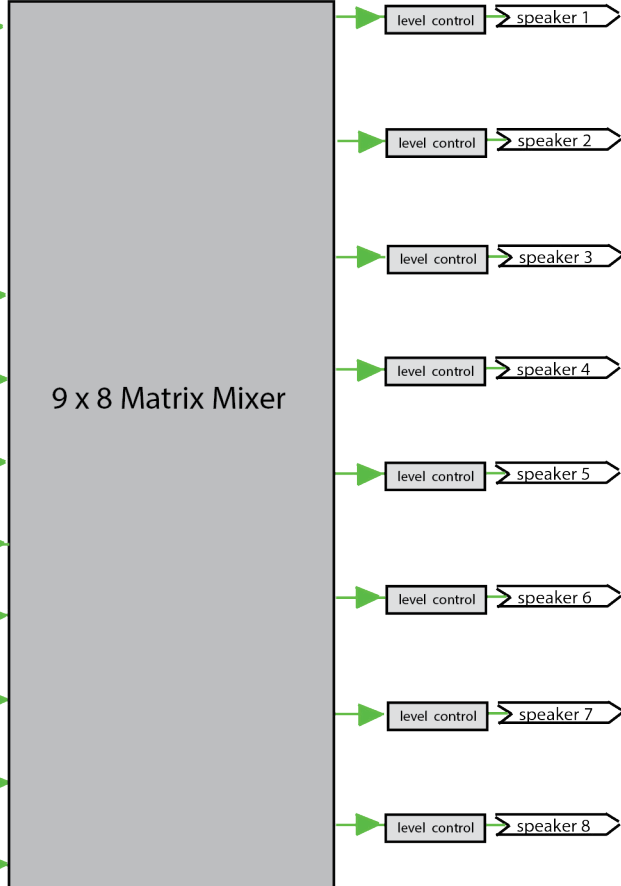 level control
speaker 1
level control
speaker 2
level control
speaker 3
level control
speaker 4
9 x 8 Matrix Mixer
level control
speaker 5
level control
speaker 6
level control
speaker 7
level control
speaker 8